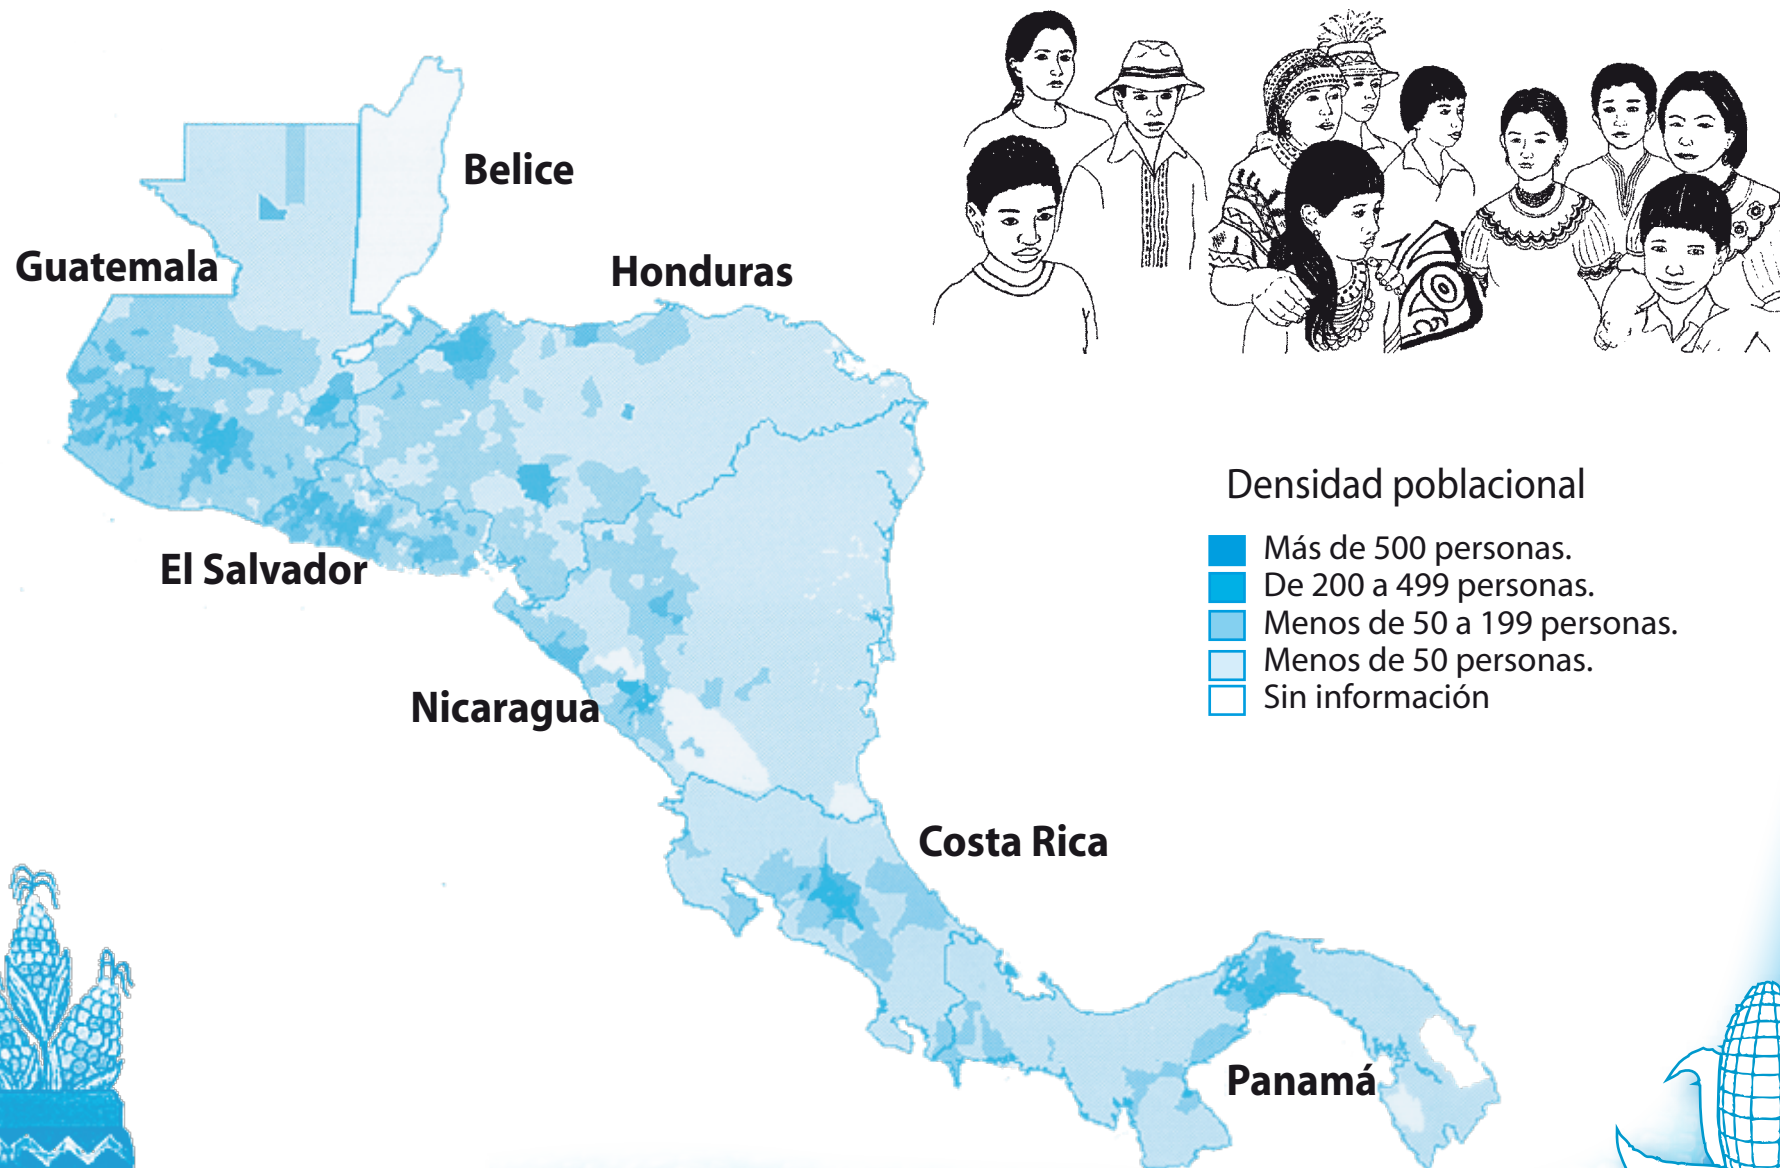 Belice
Guatemala
Honduras
El Salvador
Nicaragua
Costa Rica
Panamá
Densidad poblacional
Más de 500 personas.
De 200 a 499 personas.
Menos de 50 a 199 personas.
Menos de 50 personas.
Sin información